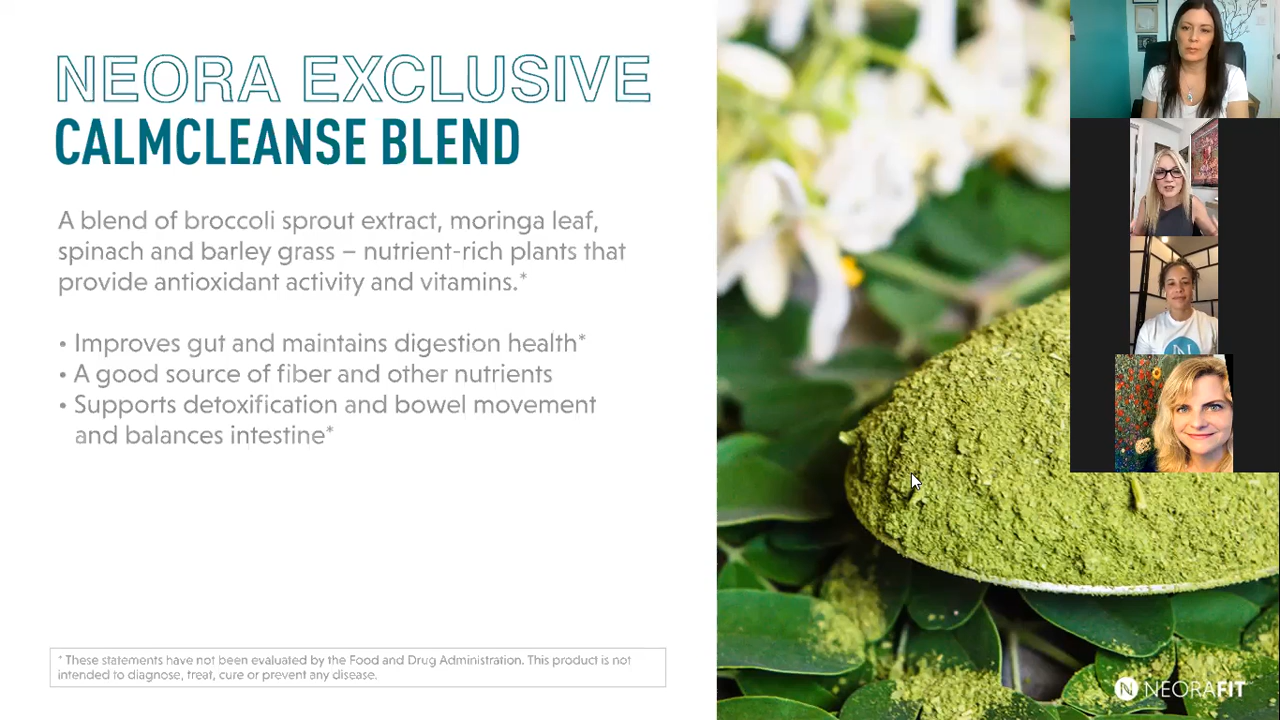 NEORA EXCLUSIVE
CALMCLEANSE BLEND
A blend of broccoli sprout extract, moringa leaf,
spinach and barley grass – nutrient-rich plants that
provide antioxidant activity and vitamins.*
• Improves gut and maintains digestion health*
• A good source of fiber and other nutrients
• Supports detoxification and bowel movement
and balances intestine*
* These statements have not been evaluated by the Food and Drug Administration. This product is not
intended to diagnose, treat, cure or prevent any disease.
N
N NEORAFIT™